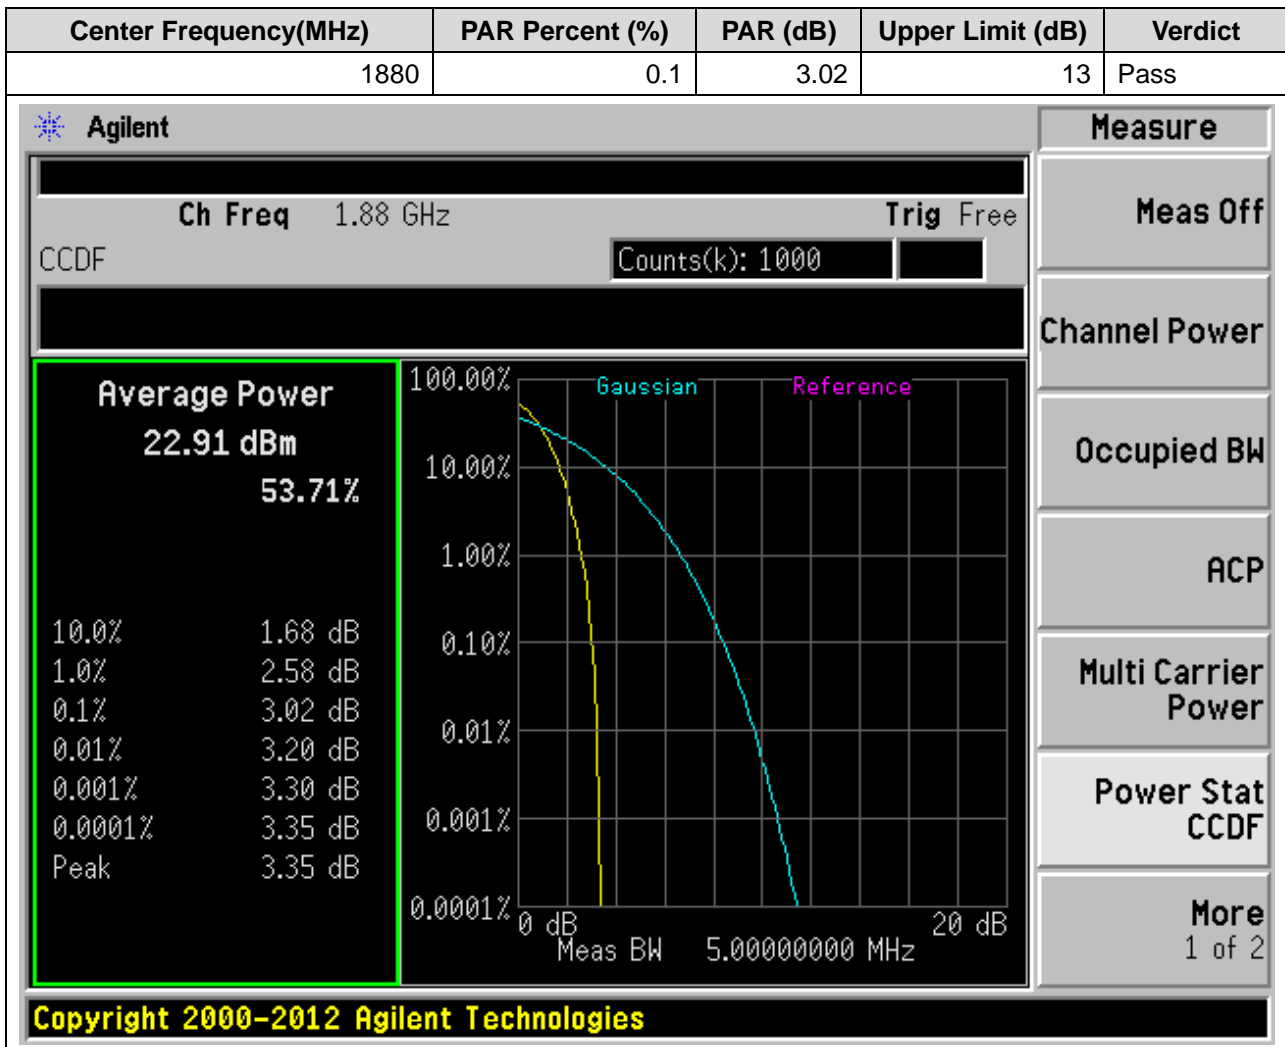 Center Frequency(MHz) PAR Percent (%) PAR (dB) Upper Limit (dB) Verdict
1880 0.1 3.02 13 Pass
Agilent
Measure
Ch Freq 1.88 GHz Trig Free
CCDF Counts(k): 1000
Average Power
22.91 dBm
53.71%
10.0% 1.68 dB
1.0% 2.58 dB
0.1% 3.02 dB
0.01% 3.20 dB
0.001% 3.30 dB
0.0001% 3.35 dB
Peak 3.35 dB
Gaussian Reference
100.00%
10.00%
1.00%
0.10%
0.01%
0.001%
0.0001%
0 dB 20 dB
Meas BW 5.00000000 MHz
Meas Off
Channel Power
Occupied BW
ACP
Multi Carrier
Power
Power Stat
CCDF
More
1 of 2
Copyright 2000-2012 Agilent Technologies